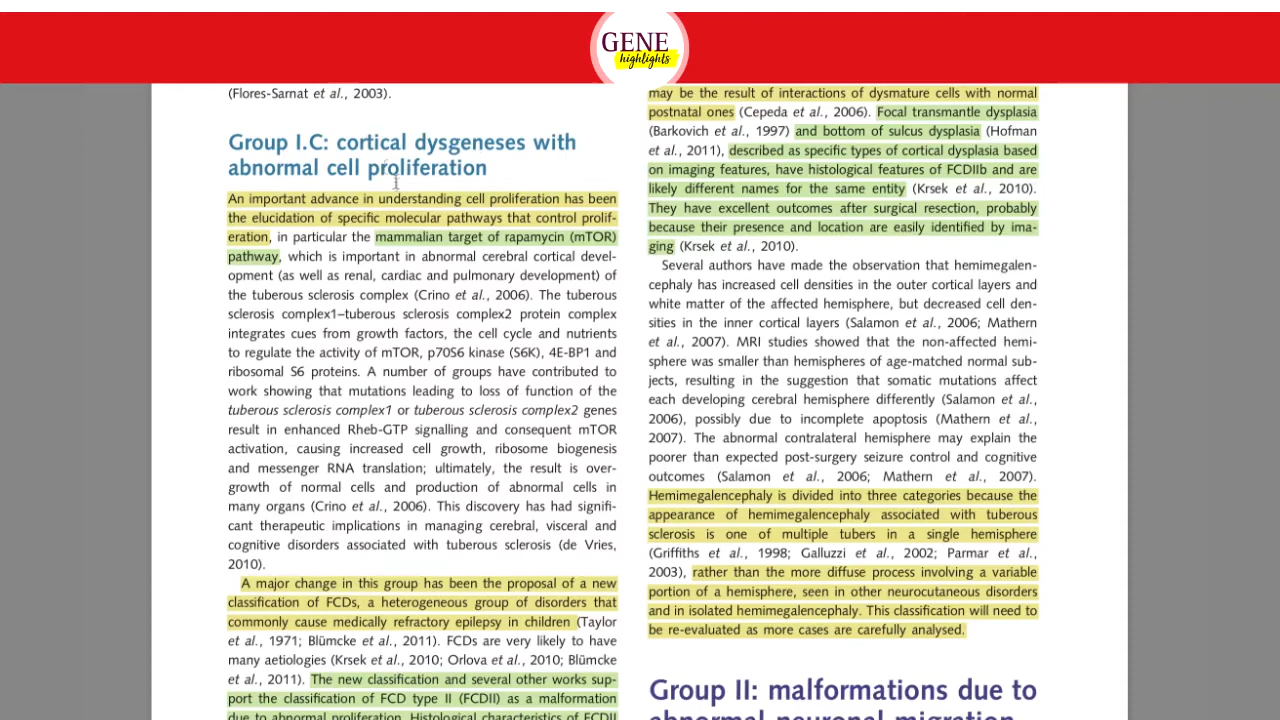 GENE
highlights
(Flores-Sarnat et al., 2003).
Group I.C: cortical dysgeneses with
abnormal cell proliferation
An important advance in understanding cell proliferation has been
the elucidation of specific molecular pathways that control prolif-
eration, in particular the mammalian target of rapamycin (mTOR)
pathway, which is important in abnormal cerebral cortical devel-
opment (as well as renal, cardiac and pulmonary development) of
the tuberous sclerosis complex (Crino et al., 2006). The tuberous
sclerosis complex1–tuberous sclerosis complex2 protein complex
integrates cues from growth factors, the cell cycle and nutrients
to regulate the activity of mTOR, p70S6 kinase (S6K), 4E-BP1 and
ribosomal S6 proteins. A number of groups have contributed to
work showing that mutations leading to loss of function of the
tuberous sclerosis complex1 or tuberous sclerosis complex2 genes
result in enhanced Rheb-GTP signalling and consequent mTOR
activation, causing increased cell growth, ribosome biogenesis
and messenger RNA translation; ultimately, the result is over-
growth of normal cells and production of abnormal cells in
many organs (Crino et al., 2006). This discovery has had signifi-
cant therapeutic implications in managing cerebral, visceral and
cognitive disorders associated with tuberous sclerosis (de Vries,
2010).
A major change in this group has been the proposal of a new
classification of FCDs, a heterogeneous group of disorders that
commonly cause medically refractory epilepsy in children (Taylor
et al., 1971; Blümcke et al., 2011). FCDs are very likely to have
many aetiologies (Krsek et al., 2010; Orlova et al., 2010; Blümcke
et al., 2011). The new classification and several other works sup-
port the classification of FCD type II (FCDII) as a malformation
due to abnormal proliferation. Histological characteristics of FCDII
may be the result of interactions of dysmature cells with normal
postnatal ones (Cepeda et al., 2006). Focal transmantle dysplasia
(Barkovich et al., 1997) and bottom of sulcus dysplasia (Hofman
et al., 2011), described as specific types of cortical dysplasia based
on imaging features, have histological features of FCDIIb and are
likely different names for the same entity (Krsek et al., 2010).
They have excellent outcomes after surgical resection, probably
because their presence and location are easily identified by ima-
ging (Krsek et al., 2010).
Several authors have made the observation that hemimegalen-
cephaly has increased cell densities in the outer cortical layers and
white matter of the affected hemisphere, but decreased cell den-
sities in the inner cortical layers (Salamon et al., 2006; Mathern
et al., 2007). MRI studies showed that the non-affected hemi-
sphere was smaller than hemispheres of age-matched normal sub-
jects, resulting in the suggestion that somatic mutations affect
each developing cerebral hemisphere differently (Salamon et al.,
2006), possibly due to incomplete apoptosis (Mathern et al.,
2007). The abnormal contralateral hemisphere may explain the
poorer than expected post-surgery seizure control and cognitive
outcomes (Salamon et al., 2006; Mathern et al., 2007).
Hemimegalencephaly is divided into three categories because the
appearance of hemimegalencephaly associated with tuberous
sclerosis is one of multiple tubers in a single hemisphere
(Griffiths et al., 1998; Galluzzi et al., 2002; Parmar et al.,
2003), rather than the more diffuse process involving a variable
portion of a hemisphere, seen in other neurocutaneous disorders
and in isolated hemimegalencephaly. This classification will need to
be re-evaluated as more cases are carefully analysed.
Group II: malformations due to
abnormal neuronal migration